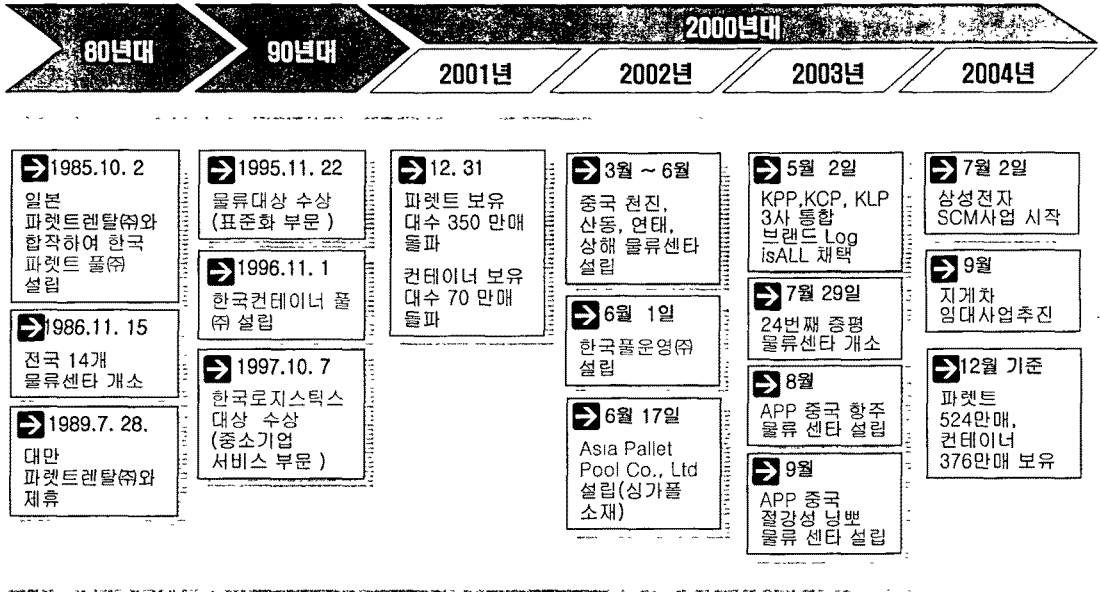 80년대
90년대
2000년대
2001년
2002년
2003년
2004년
1985.10. 2
일본
파렛트렌탈㈜와
합작하여 한국
파렛트 풀㈜
설립
1986.11. 15
전국 14개
물류센타 개소
1989.7. 28.
대만
파렛트렌탈㈜와
제휴
1995.11. 22
물류대상 수상
(표준화 부문 )
1996.11. 1
한국컨테이너 풀
㈜ 설립
1997.10. 7
한국로지스틱스
대상 수상
(중소기업
서비스 부문 )
12. 31
파렛트 보유
대수 350 만매
돌파
컨테이너 보유
대수 70 만매
돌파
3월 ~ 6월
중국 천진,
산동, 연태,
상해 물류센타
설립
6월 1일
한국풀운영㈜
설립
6월 17일
Asia Pallet
Pool Co., Ltd
설립(싱가폴
소재)
5월 2일
KPP,KCP, KLP
3사 통합
브랜드 Log
isALL 채택
7월 29일
24번째 증평
물류센타 개소
8월
APP 중국 항주
물류 센타 설립
9월
APP 중국
절강성 닝뽀
물류 센타 설립
7월 2일
삼성전자
SCM사업 시작
9월
지게차
임대사업추진
12월 기준
파렛트
524만매,
컨테이너
376만매 보유